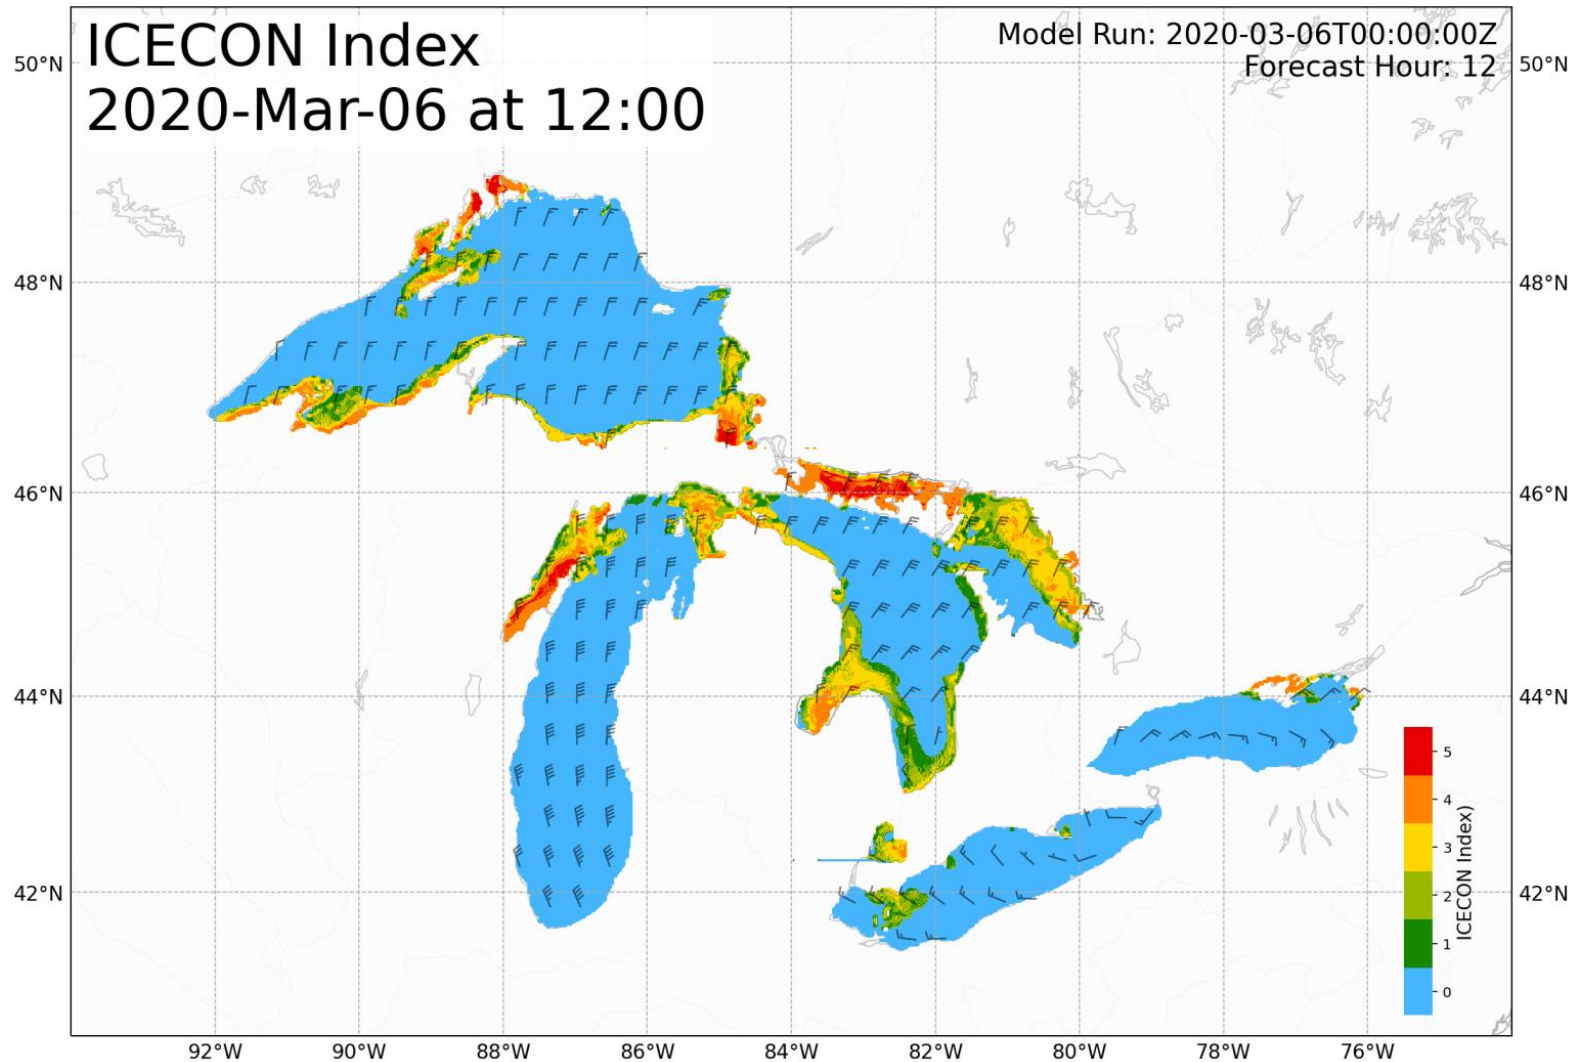 ICECON Index
2020-Mar-06 at 12:00
Model Run: 2020-03-06T00:00:00Z
Forecast Hour: 12
50°N
50°N
48°N
48°N
46°N
46°N
44°N
44°N
42°N
42°N
5
4
3
2
1
0
ICECON Index)
92°W
90°W
88°W
86°W
84°W
82°W
80°W
78°W
76°W